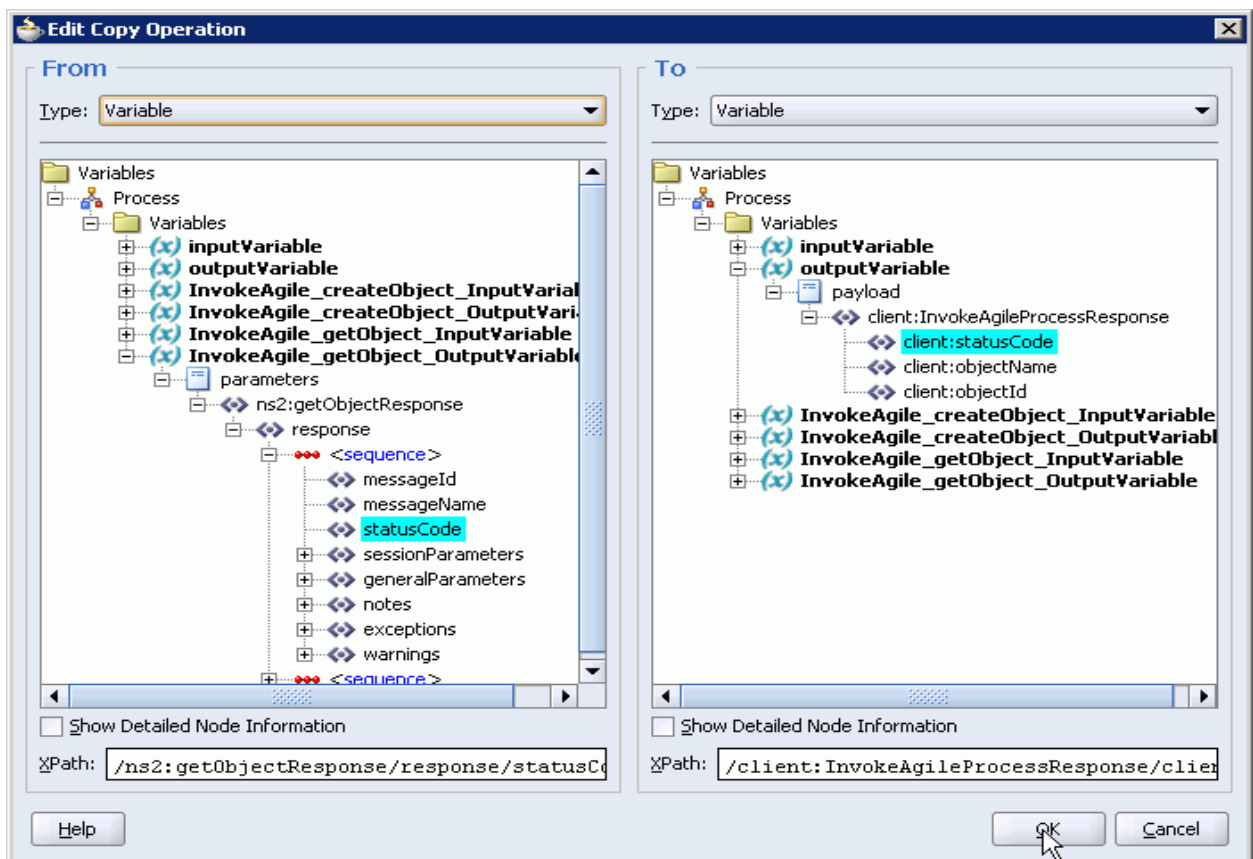 Edit Copy Operation
From
Type: Variable
Variables
Process
Variables
(x) inputVariable
(x) outputVariable
(x) InvokeAgile_createObject_InputVarial
(x) InvokeAgile_createObject_OutputVari
(x) InvokeAgile_getObject_InputVariable
(x) InvokeAgile_getObject_OutputVariable
parameters
ns2:getObjectResponse
response
<sequence>
messageId
messageName
statusCode
sessionParameters
generalParameters
notes
exceptions
warnings
<sequence>
Show Detailed Node Information
XPath: /ns2:getObjectResponse/response/statusCo
To
Type: Variable
Variables
Process
Variables
(x) inputVariable
(x) outputVariable
payload
client:InvokeAgileProcessResponse
client:statusCode
client:objectName
client:objectId
(x) InvokeAgile_createObject_InputVariable
(x) InvokeAgile_createObject_OutputVariabl
(x) InvokeAgile_getObject_InputVariable
(x) InvokeAgile_getObject_OutputVariable
Show Detailed Node Information
XPath: /client:InvokeAgileProcessResponse/clien
Help
OK
Cancel